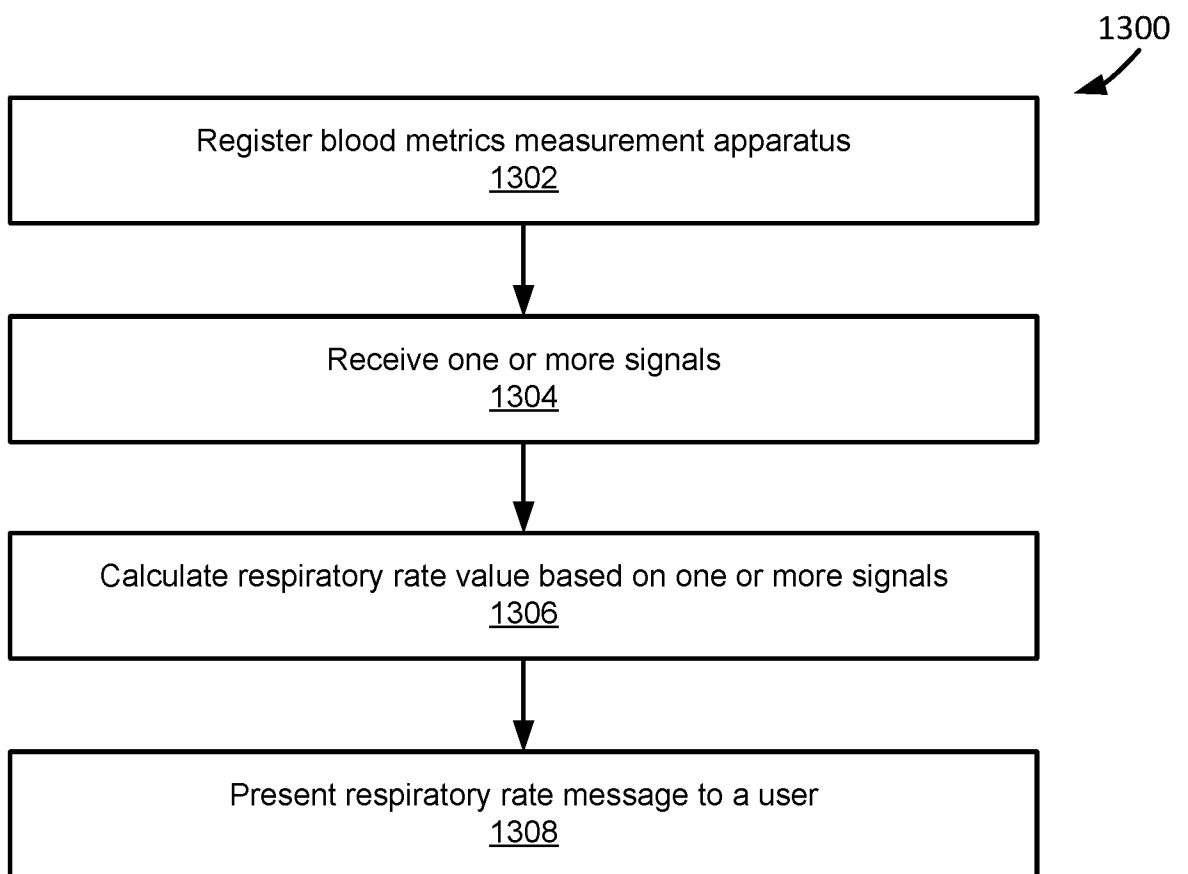 1300
Register blood metrics measurement apparatus
1302
Receive one or more signals
1304
Calculate respiratory rate value based on one or more signals
1306
Present respiratory rate message to a user
1308